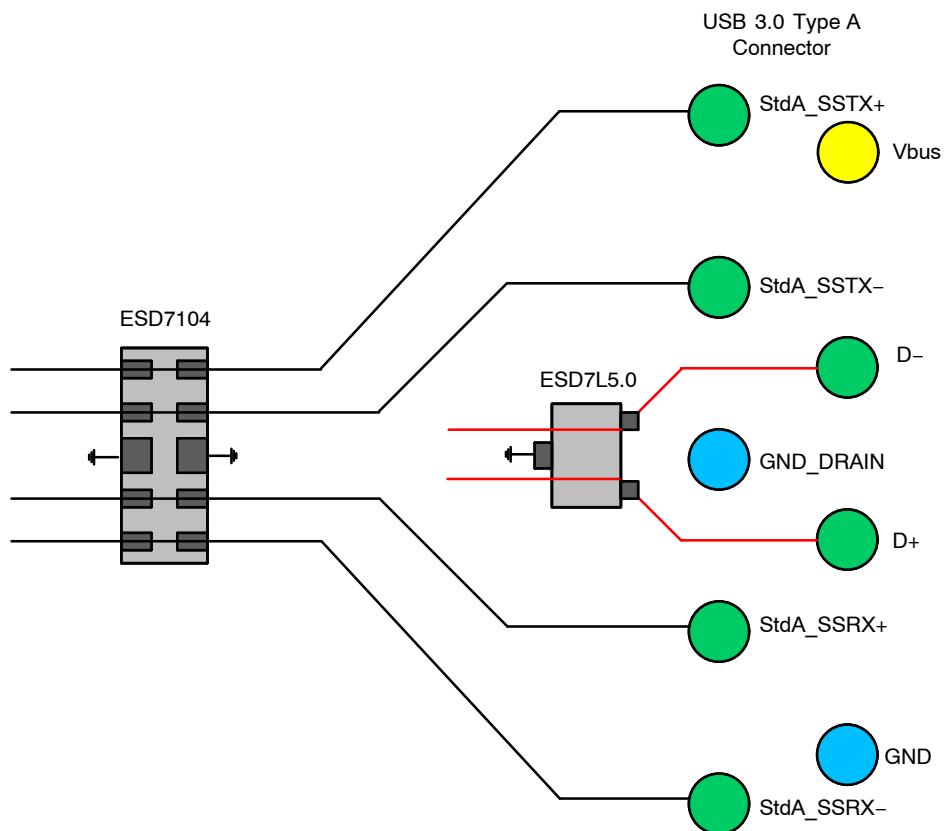 USB 3.0 Type A
Connector
StdA_SSTX+
Vbus
StdA_SSTX−
ESD7104
D−
ESD7L5.0
GND_DRAIN
D+
StdA_SSRX+
GND
StdA_SSRX−